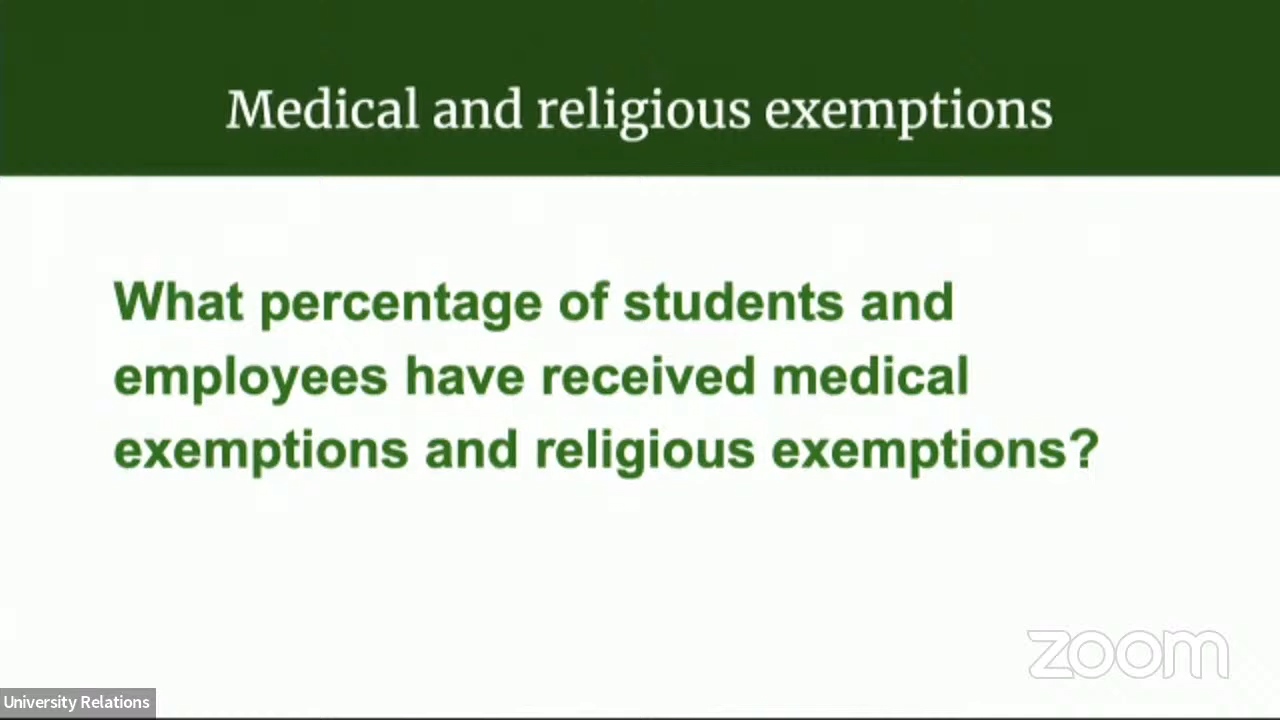 Medical and religious exemptions
What percentage of students and
employees have received medical
exemptions and religious exemptions?
zoom
University Relations